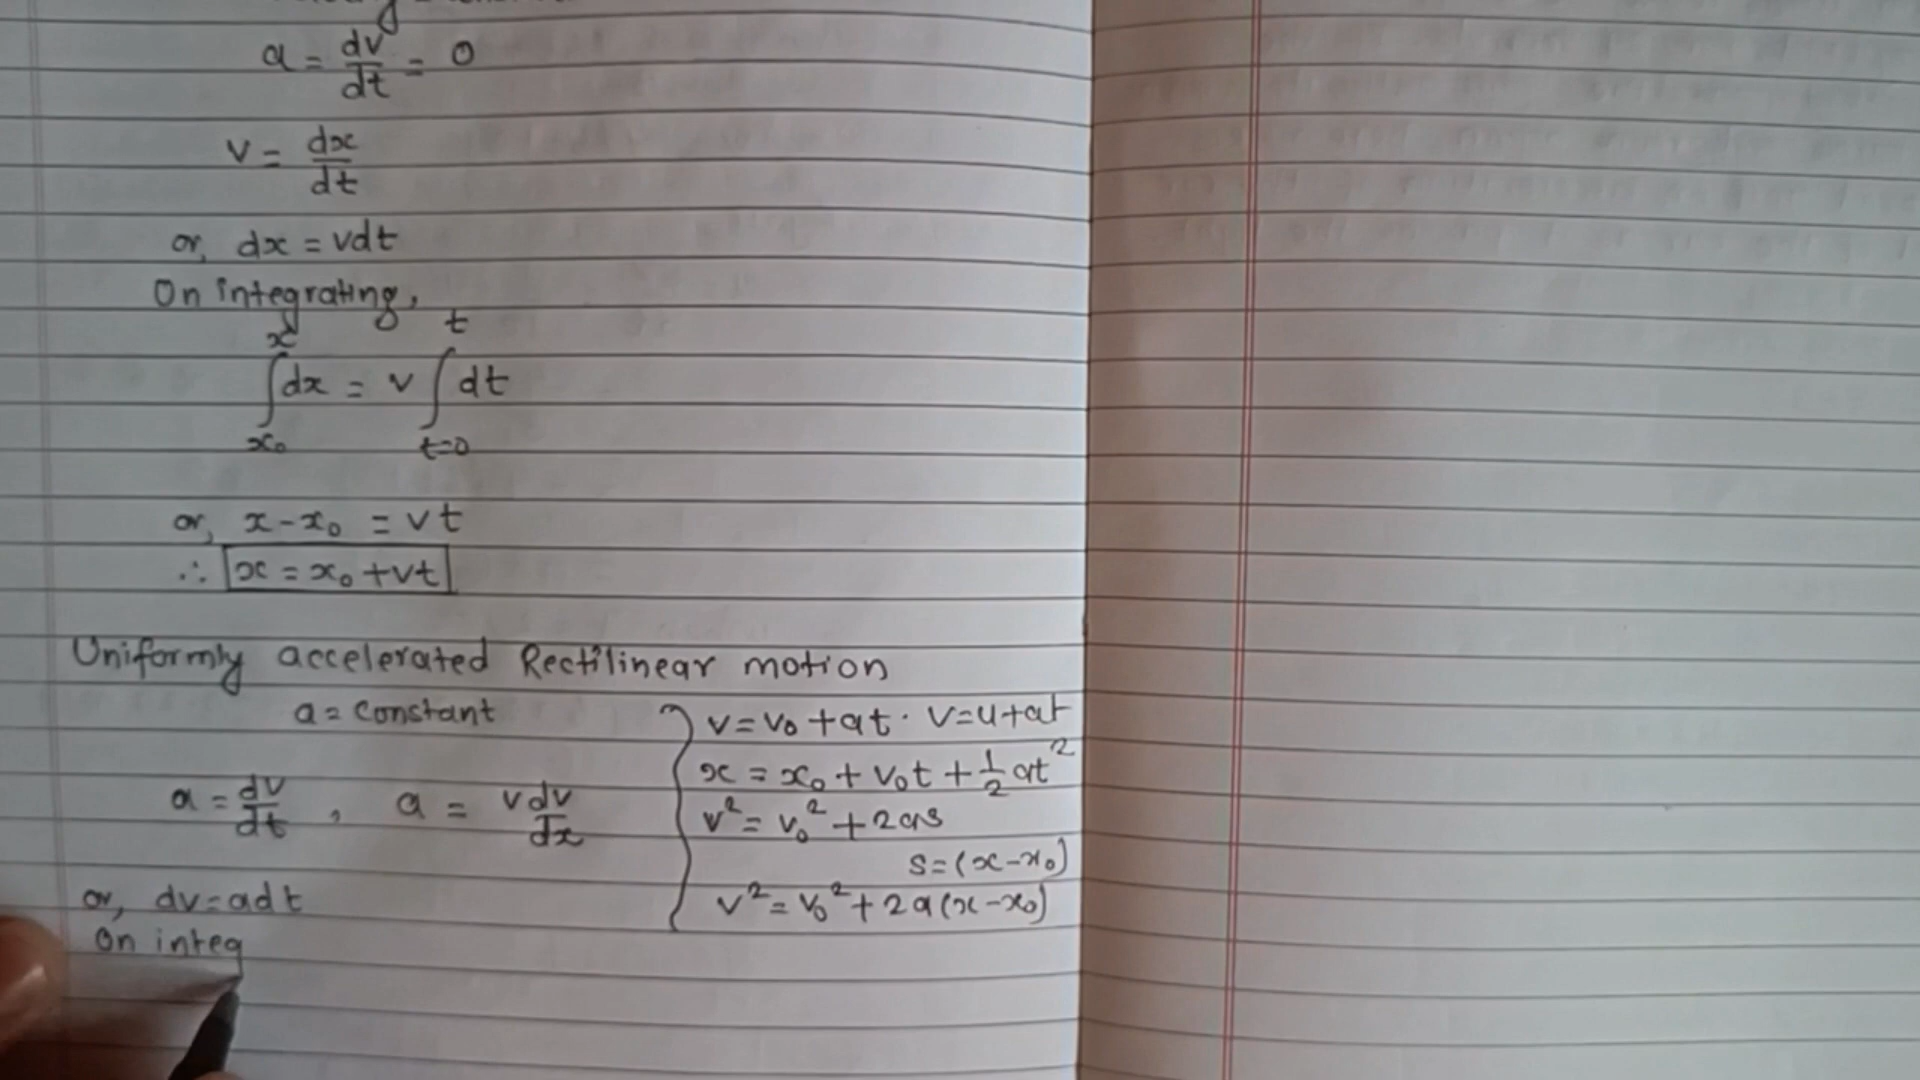 a = dv/dt = 0
v = dx/dt
or, dx = vdt
On integrating,
∫_{x₀}^{x} dx = v ∫_{t=0}^{t} dt
or, x - x₀ = vt
∴ x = x₀ + vt
Uniformly accelerated Rectilinear motion
a = constant
a = dv/dt , a = vdv/dx
or, dv = adt
On integ
v = v₀ + at . v = u + at
x = x₀ + v₀t + 1/2 at²
v² = v₀² + 2as
s = (x - x₀)
v² = v₀² + 2a(x - x₀)